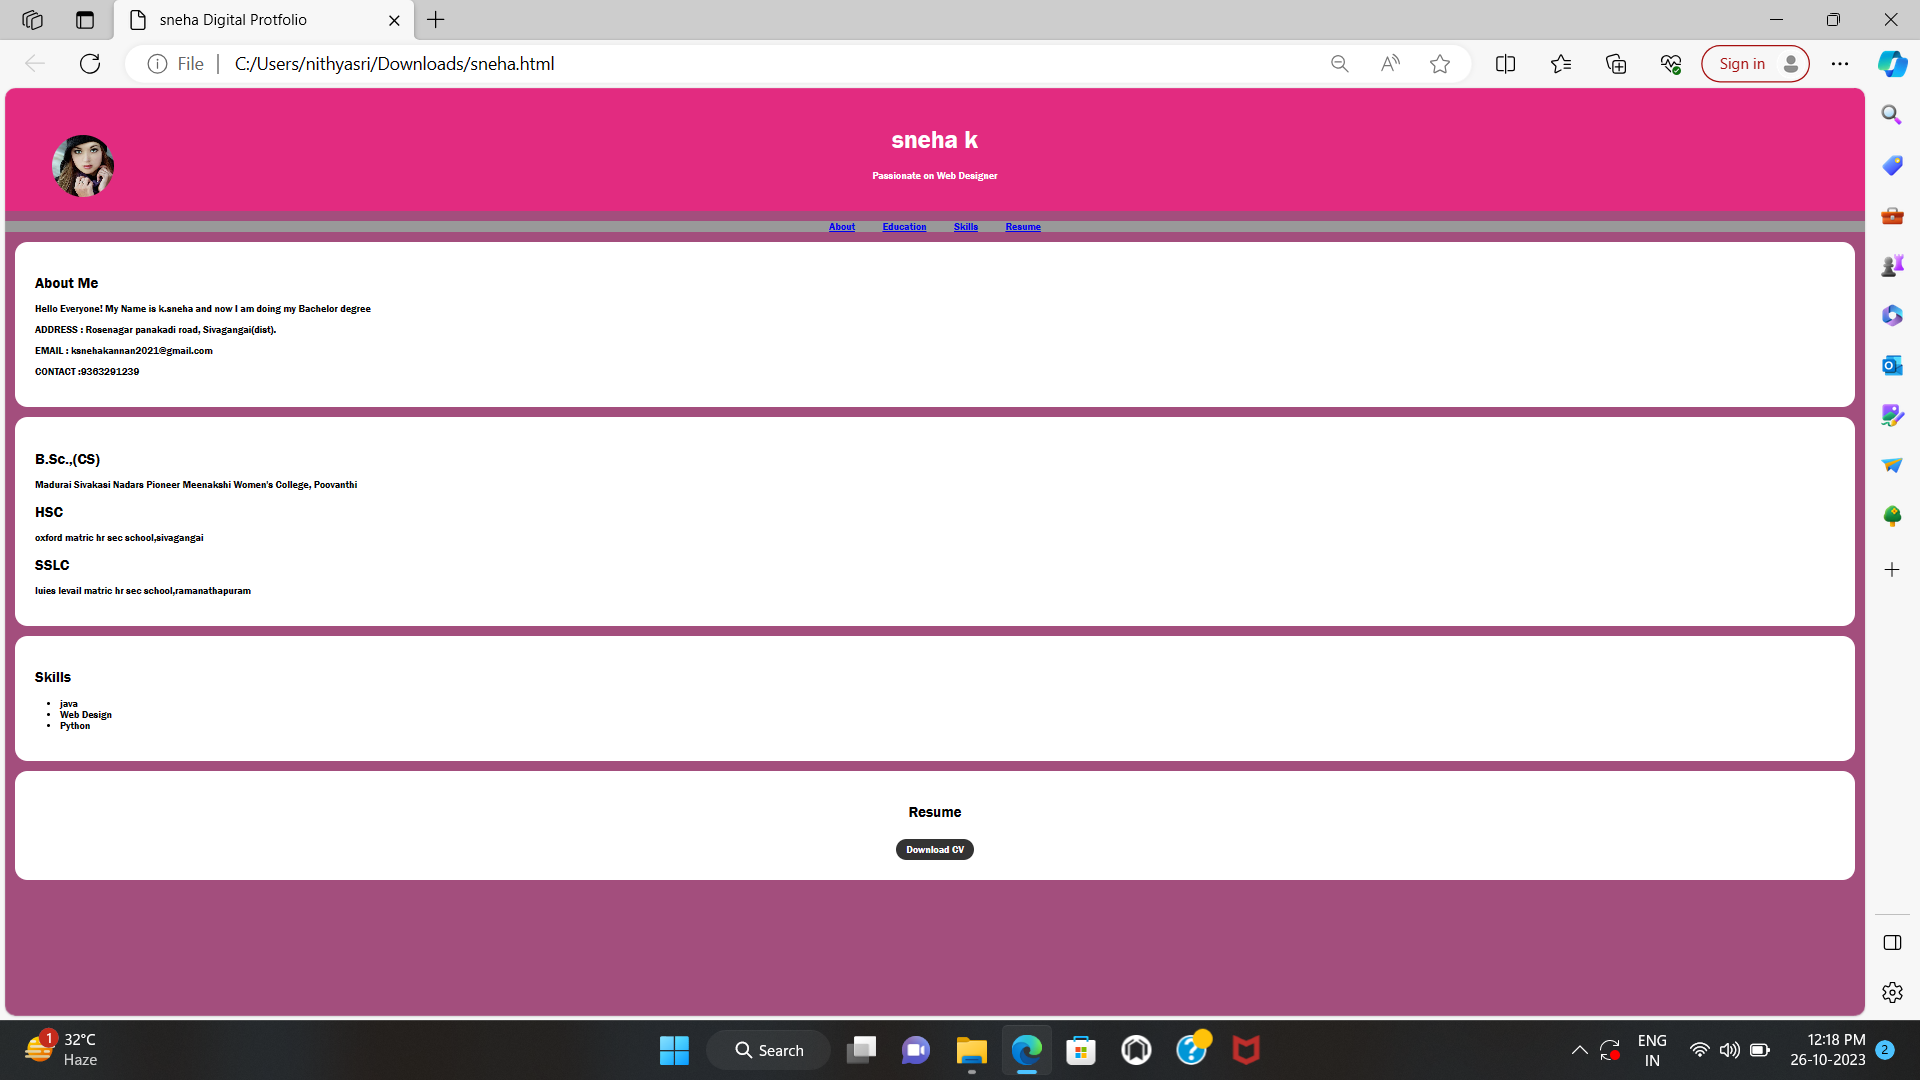 sneha Digital Protfolio
File
C:/Users/nithyasri/Downloads/sneha.html
Sign in
sneha k
Passionate on Web Designer
About Education Skills Resume
About Me
Hello Everyone! My Name is k.sneha and now I am doing my Bachelor degree
ADDRESS : Rosenagar panakadi road, Sivagangai(dist).
EMAIL : ksnehakannan2021@gmail.com
CONTACT :9363291239
B.Sc.,(CS)
Madurai Sivakasi Nadars Pioneer Meenakshi Women's College, Poovanthi
HSC
oxford matric hr sec school,sivagangai
SSLC
luies levail matric hr sec school,ramanathapuram
Skills
• java
• Web Design
• Python
Resume
Download CV
1
32°C
Haze
Search
ENG
IN
12:18 PM
26-10-2023
2